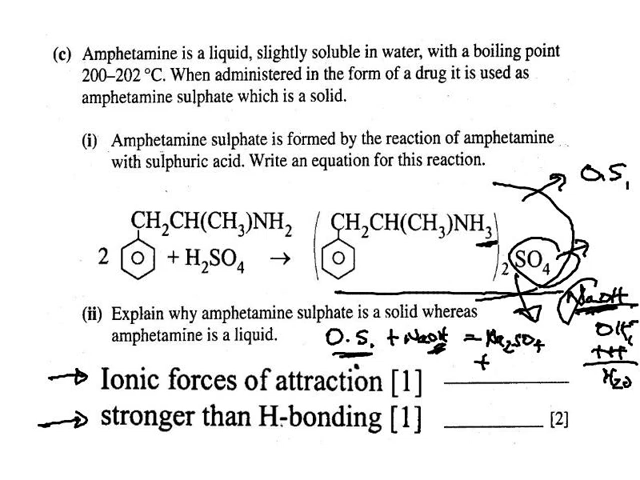 (c) Amphetamine is a liquid, slightly soluble in water, with a boiling point
200–202 °C. When administered in the form of a drug it is used as
amphetamine sulphate which is a solid.
(i) Amphetamine sulphate is formed by the reaction of amphetamine
with sulphuric acid. Write an equation for this reaction.
O.S.
CH₂CH(CH₃)NH₂ CH₂CH(CH₃)NH₃
2 + H₂SO₄ → 2 SO₄
NaOH
(ii) Explain why amphetamine sulphate is a solid whereas
amphetamine is a liquid.
O.S. + NaOH = Na₂SO₄
+
H₂O
→ Ionic forces of attraction [1]
→ stronger than H-bonding [1] [2]